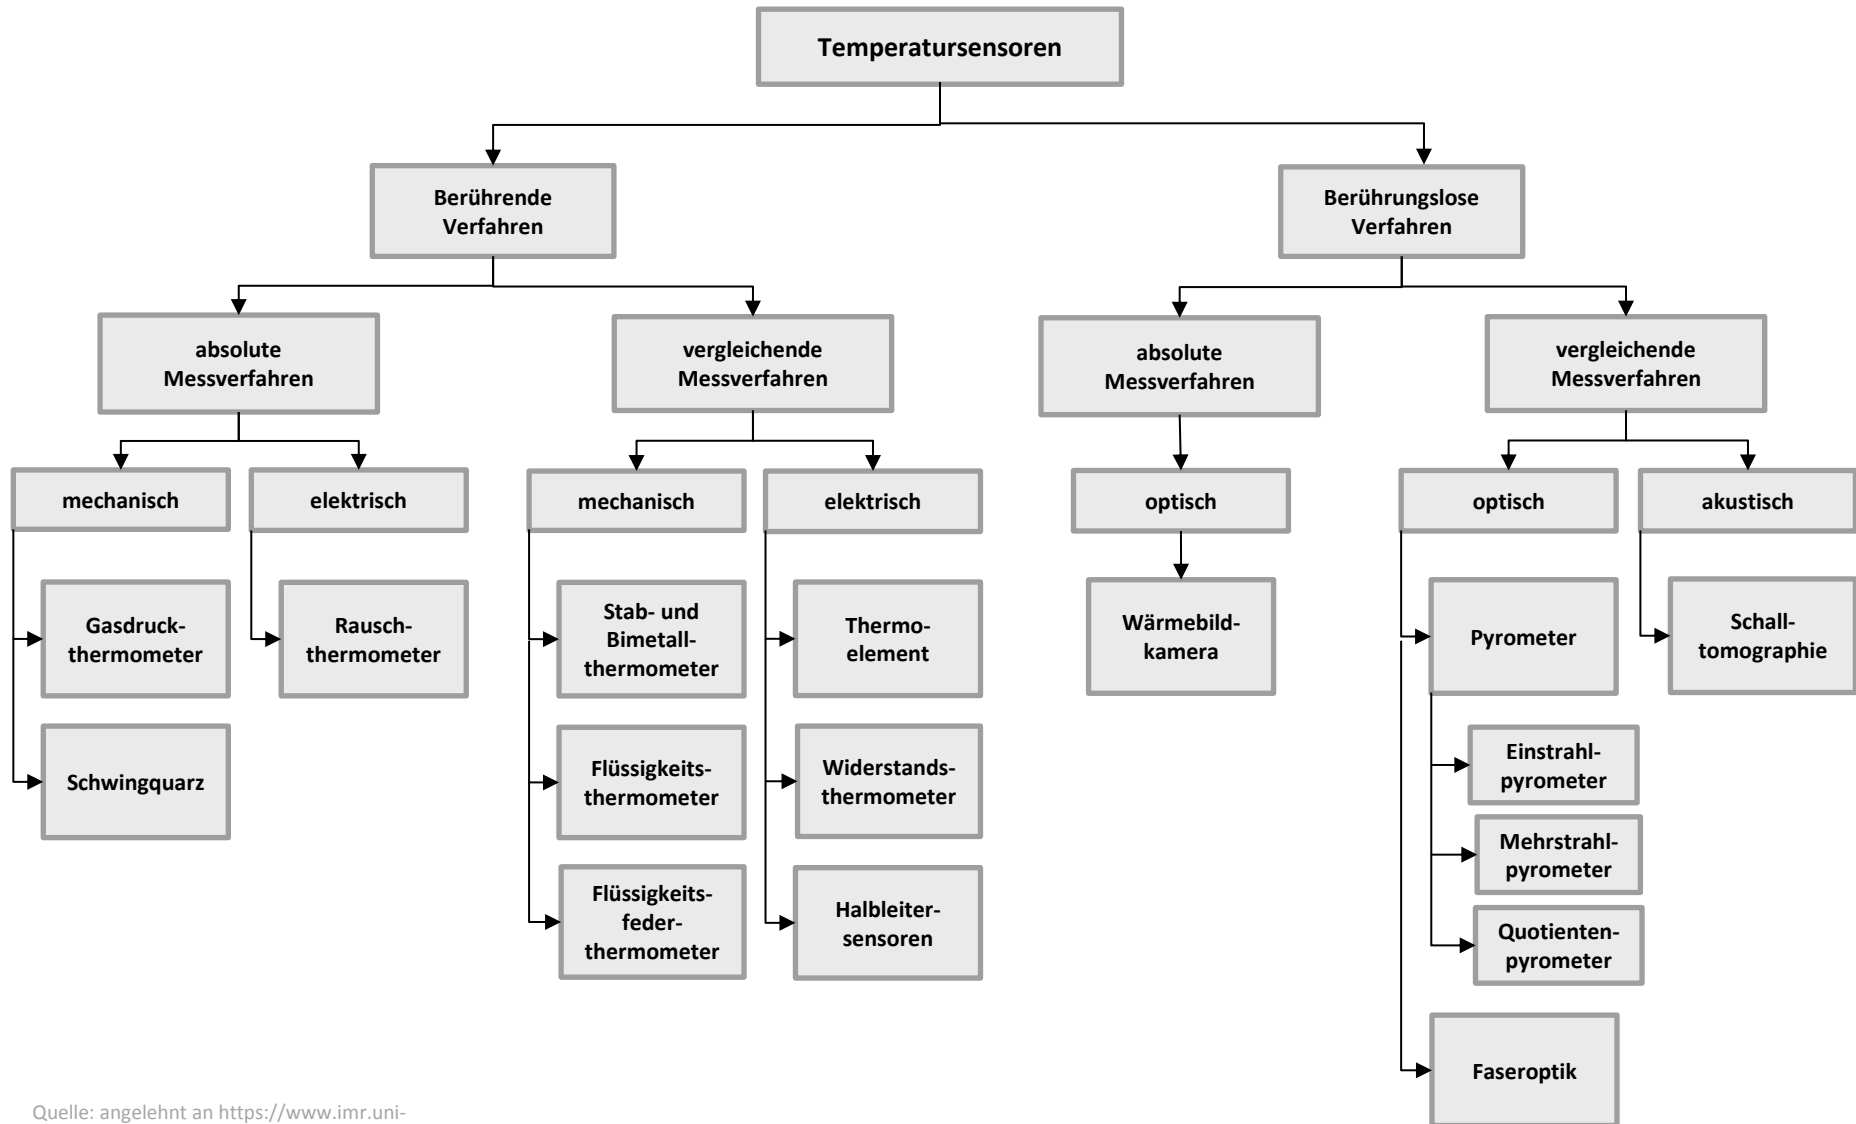 Temperatursensoren
Berührende
Verfahren
Berührungslose
Verfahren
absolute
Messverfahren
vergleichende
Messverfahren
absolute
Messverfahren
vergleichende
Messverfahren
mechanisch
elektrisch
mechanisch
elektrisch
optisch
optisch
akustisch
Gasdruck-
thermometer
Rausch-
thermometer
Stab- und
Bimetall-
thermometer
Thermo-
element
Wärmebild-
kamera
Pyrometer
Schall-
tomographie
Schwingquarz
Flüssigkeits-
thermometer
Widerstands-
thermometer
Einstrahl-
pyrometer
Mehrstrahl-
pyrometer
Flüssigkeits-
feder-
thermometer
Halbleiter-
sensoren
Quotienten-
pyrometer
Faseroptik
Quelle: angelehnt an https://www.imr.uni-